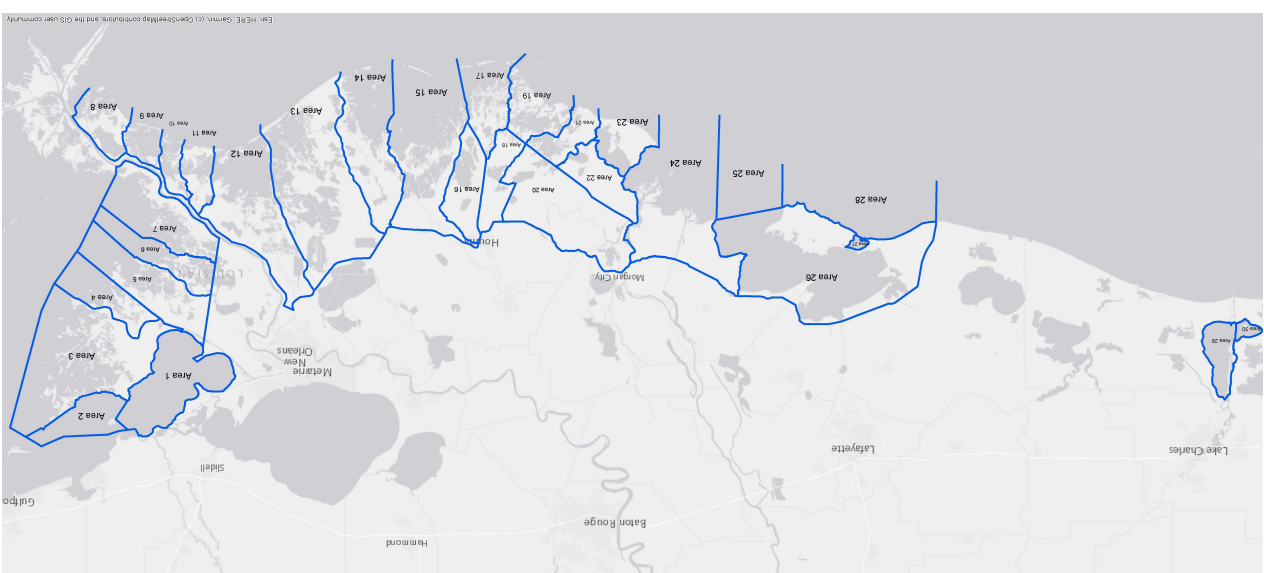 Hammond
Baton Rouge
Gulfpo
Slidell
Lake Charles
Lafayette
Area 2
Area 1
Metairie
New
Orleans
Area 3
Area 29
Area 30
Area 4
Area 5
Area 26
Morgan City
LOUISIANA
Area 6
Area 27
Houma
Area 7
Area 28
Area 20
Area 16
Area 22
Area 25
Area 24
Area 12
Area 18
Area 11
Area 10
Area 21
Area 23
Area 9
Area 13
Area 8
Area 19
Area 15
Area 14
Area 17
Esri, HERE, Garmin, (c) OpenStreetMap contributors, and the GIS user community